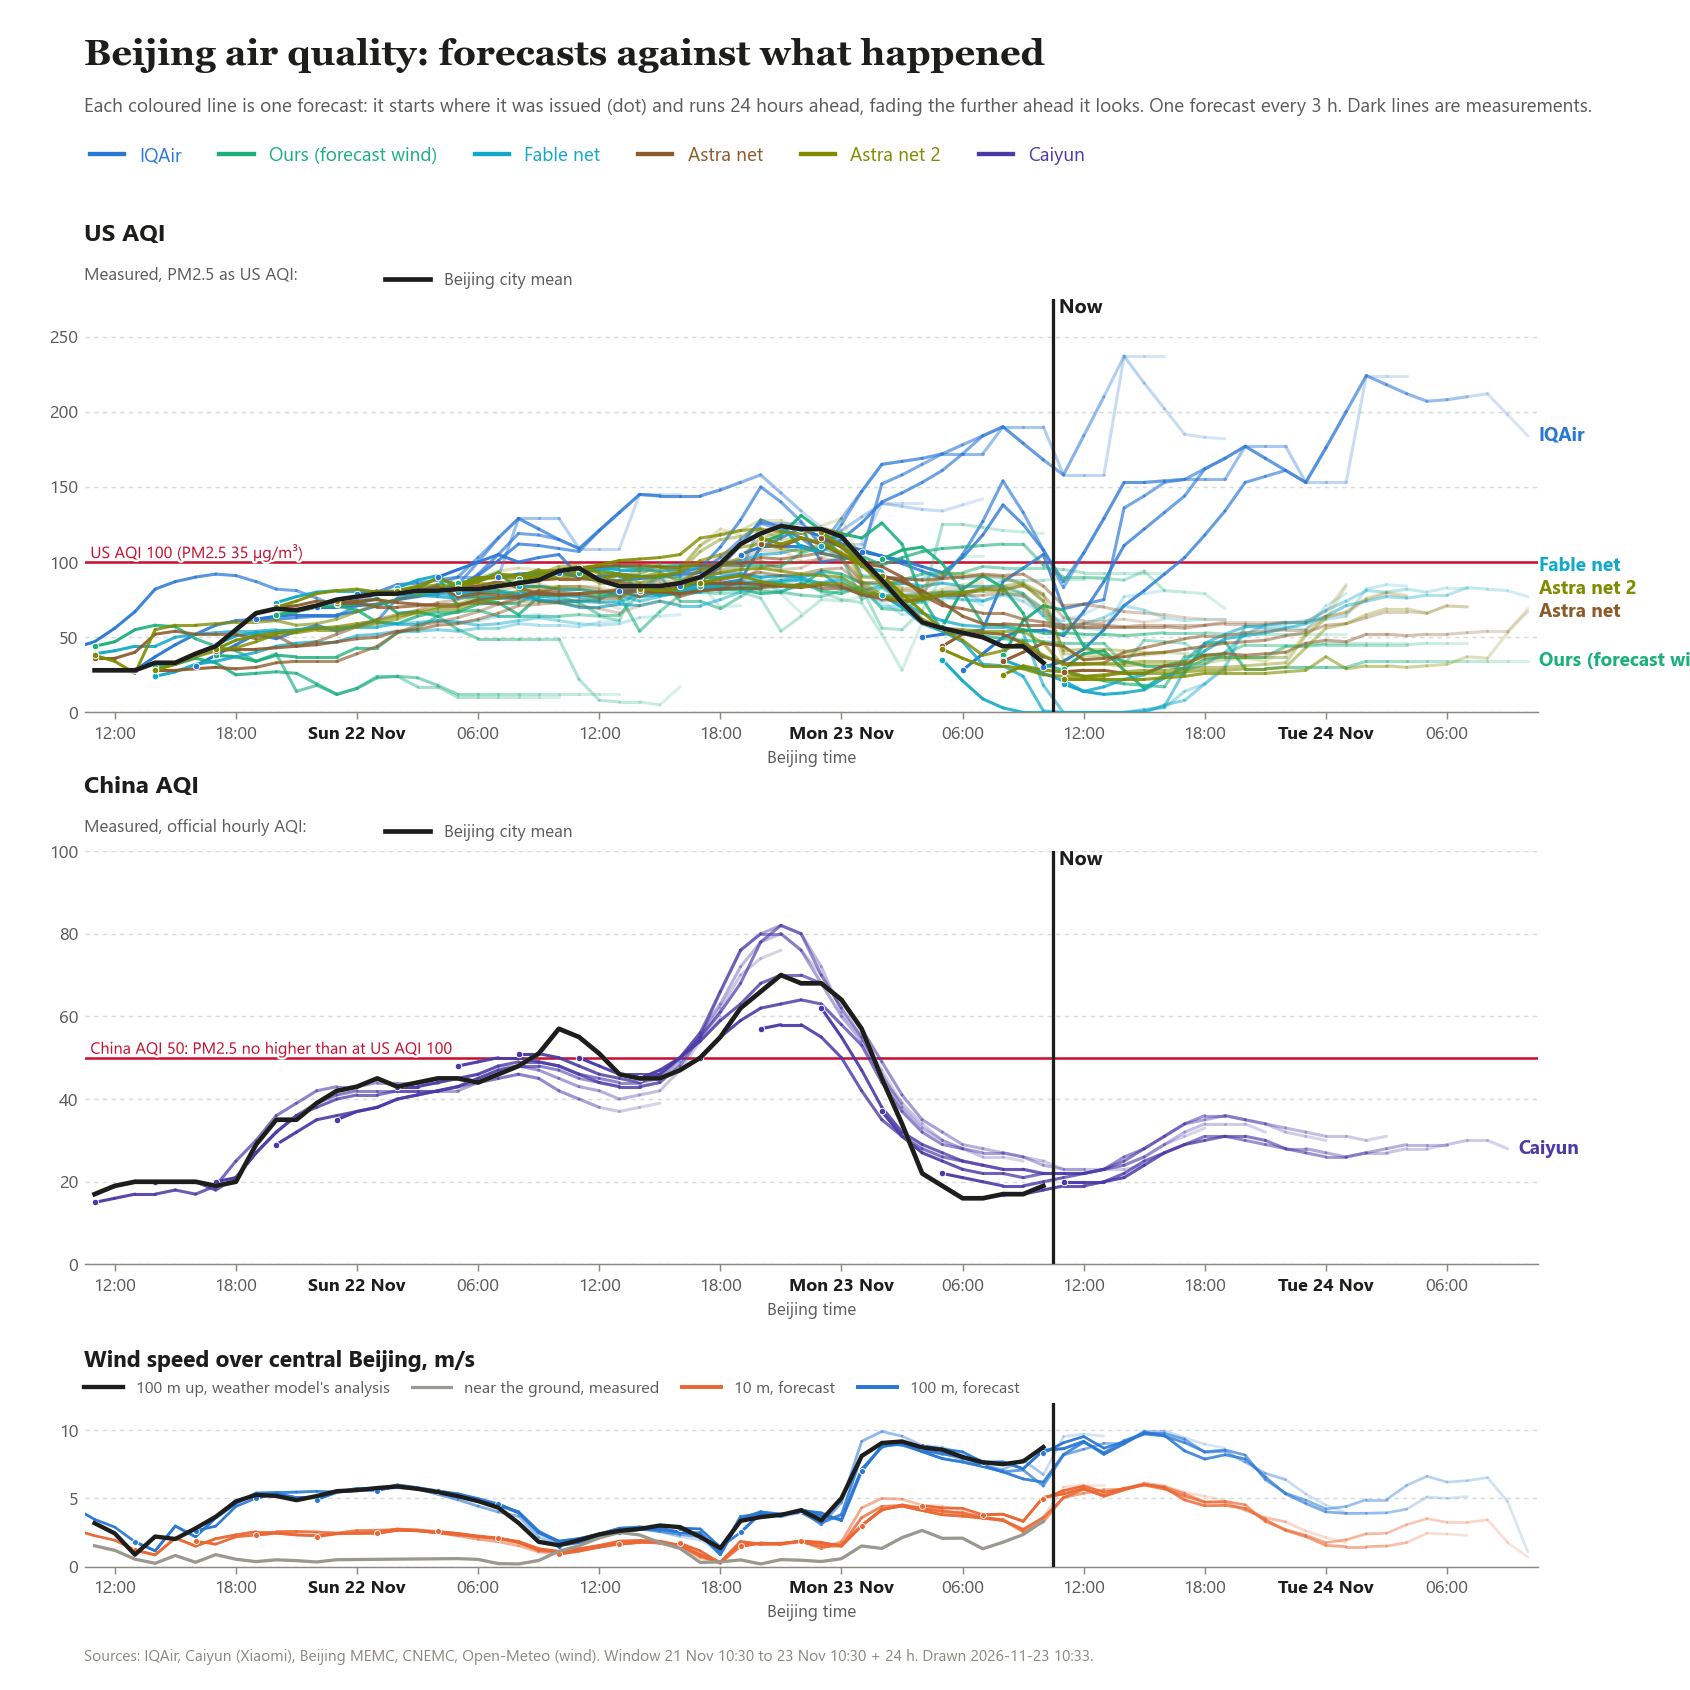 Beijing air quality: forecasts against what happened
Each coloured line is one forecast: it starts where it was issued (dot) and runs 24 hours ahead, fading the further ahead it looks. One forecast every 3 h. Dark lines are measurements.
IQAir Ours (forecast wind) Fable net Astra net Astra net 2 Caiyun
US AQI
Measured, PM2.5 as US AQI: Beijing city mean
Now
250
200
IQAir
150
US AQI 100 (PM2.5 35 µg/m³)
100
Fable net
Astra net 2
Astra net
50
Ours (forecast wi
0
12:00 18:00 Sun 22 Nov 06:00 12:00 18:00 Mon 23 Nov 06:00 12:00 18:00 Tue 24 Nov 06:00
Beijing time
China AQI
Measured, official hourly AQI: Beijing city mean
100
Now
80
60
China AQI 50: PM2.5 no higher than at US AQI 100
40
Caiyun
20
0
12:00 18:00 Sun 22 Nov 06:00 12:00 18:00 Mon 23 Nov 06:00 12:00 18:00 Tue 24 Nov 06:00
Beijing time
Wind speed over central Beijing, m/s
100 m up, weather model's analysis near the ground, measured 10 m, forecast 100 m, forecast
10
5
0
12:00 18:00 Sun 22 Nov 06:00 12:00 18:00 Mon 23 Nov 06:00 12:00 18:00 Tue 24 Nov 06:00
Beijing time
Sources: IQAir, Caiyun (Xiaomi), Beijing MEMC, CNEMC, Open-Meteo (wind). Window 21 Nov 10:30 to 23 Nov 10:30 + 24 h. Drawn 2026-11-23 10:33.